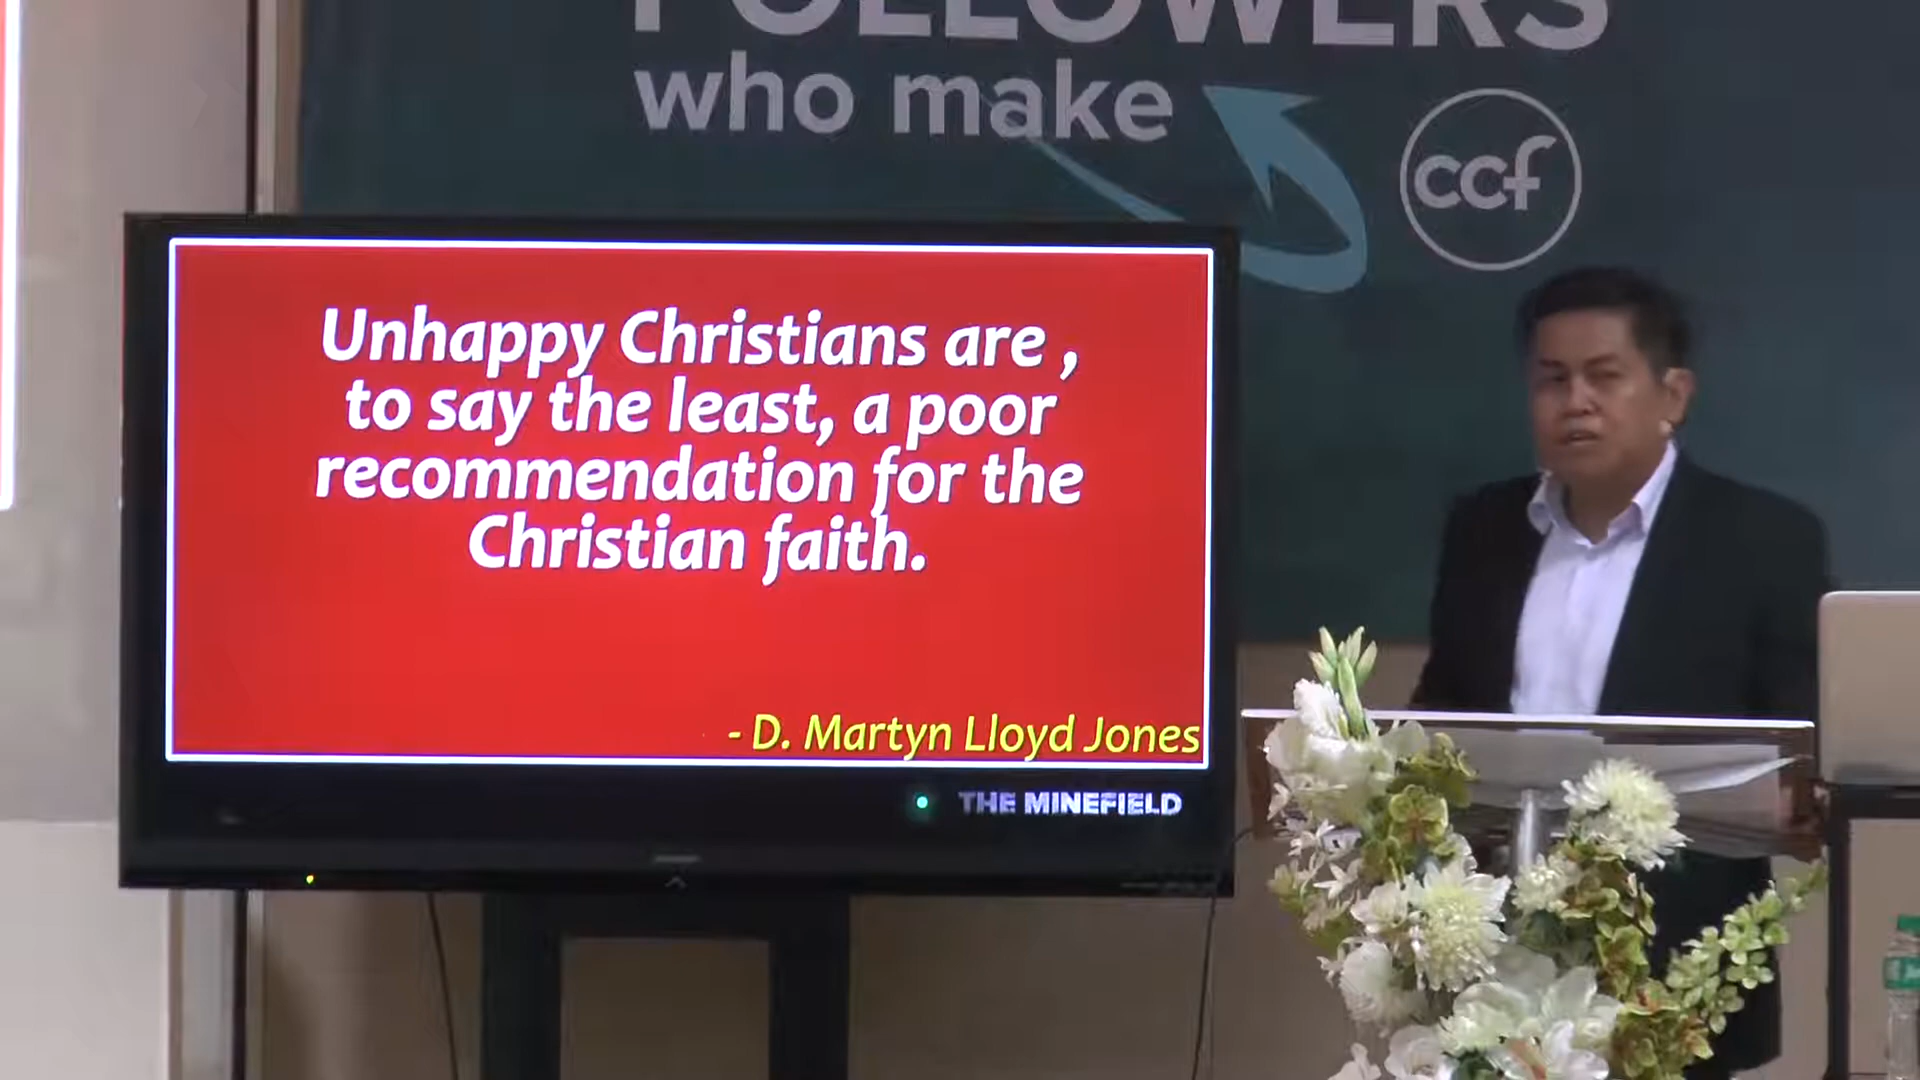 FOLLOWERS
who make
ccf
Unhappy Christians are ,
to say the least, a poor
recommendation for the
Christian faith.
- D. Martyn Lloyd Jones
THE MINEFIELD